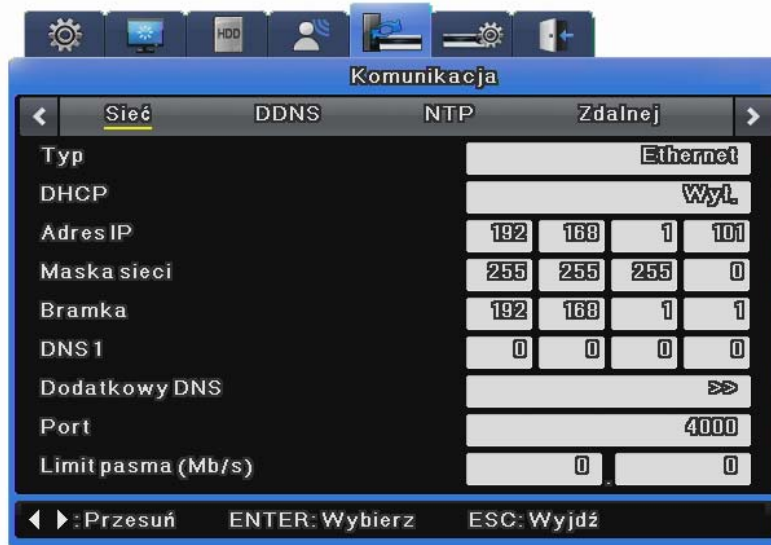 HDD
Komunikacja
Sieć DDNS NTP Zdalnej
Typ Ethernet
DHCP Wył.
Adres IP 192 168 1 101
Maska sieci 255 255 255 0
Bramka 192 168 1 1
DNS 1 0 0 0 0
Dodatkowy DNS >>
Port 4000
Limit pasma (Mb/s) 0 . 0
:Przesuń ENTER: Wybierz ESC: Wyjdź